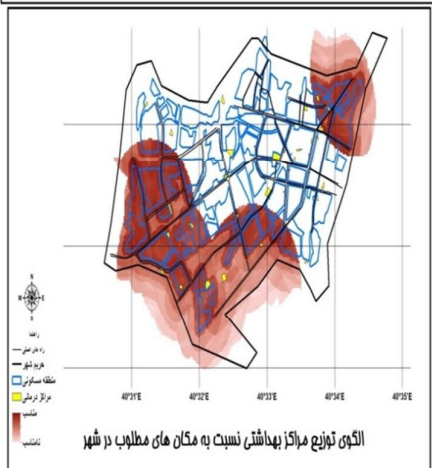 N
W
E
S
راهنما
راه های اصلی
حریم شهر
منطقه مسکونی
مراکز درمانی
مناسب
نامناسب
40°31'E
40°32'E
40°33'E
40°34'E
40°35'E
الگوی توزیع مراکز بهداشتی نسبت به مکان های مطلوب در شهر